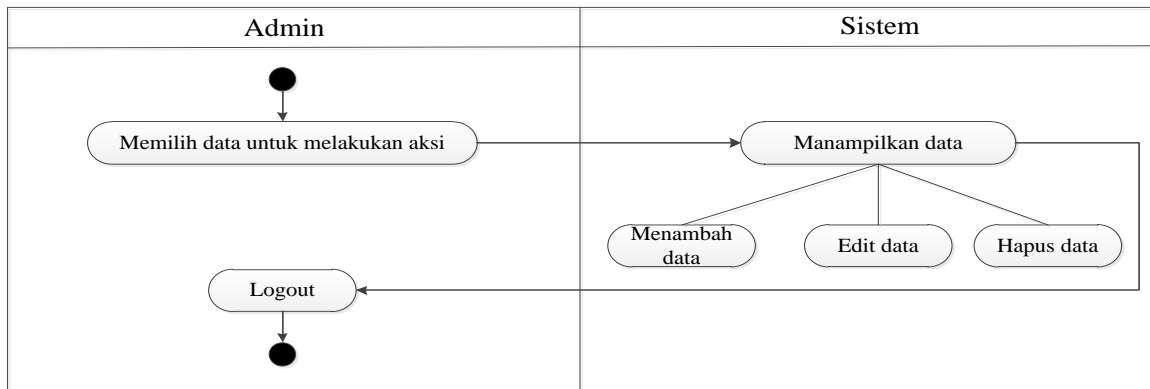 Admin
Sistem
Memilih data untuk melakukan aksi
Manampilkan data
Menambah
data
Edit data
Hapus data
Logout